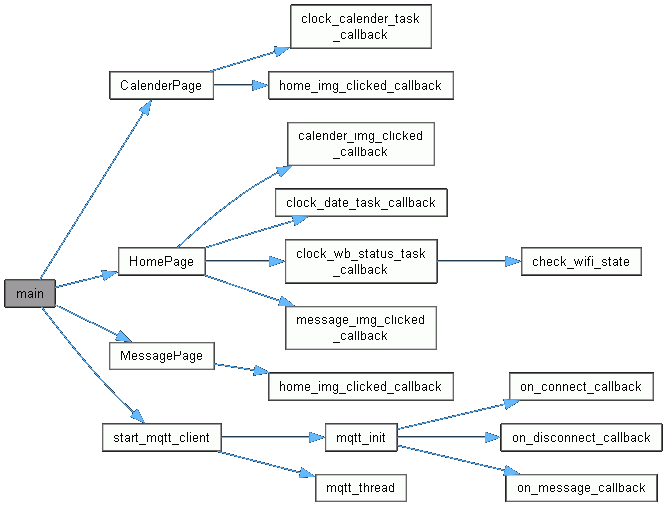 clock_calender_task
_callback
CalenderPage
home_img_clicked_callback
calender_img_clicked
_callback
clock_date_task_callback
HomePage
clock_wb_status_task
_callback
check_wifi_state
main
message_img_clicked
_callback
MessagePage
home_img_clicked_callback
on_connect_callback
start_mqtt_client
mqtt_init
on_disconnect_callback
mqtt_thread
on_message_callback